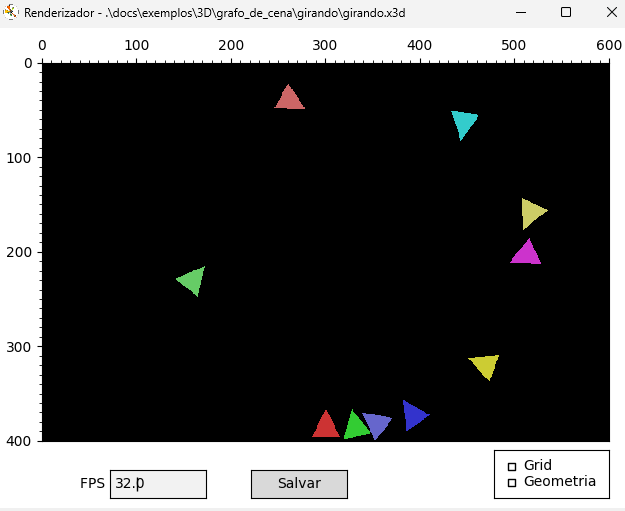 Renderizador - .\docs\exemplos\3D\grafo_de_cena\girando\girando.x3d
0 100 200 300 400 500 600
0
100
200
300
400
FPS 32.0
Salvar
Grid
Geometria